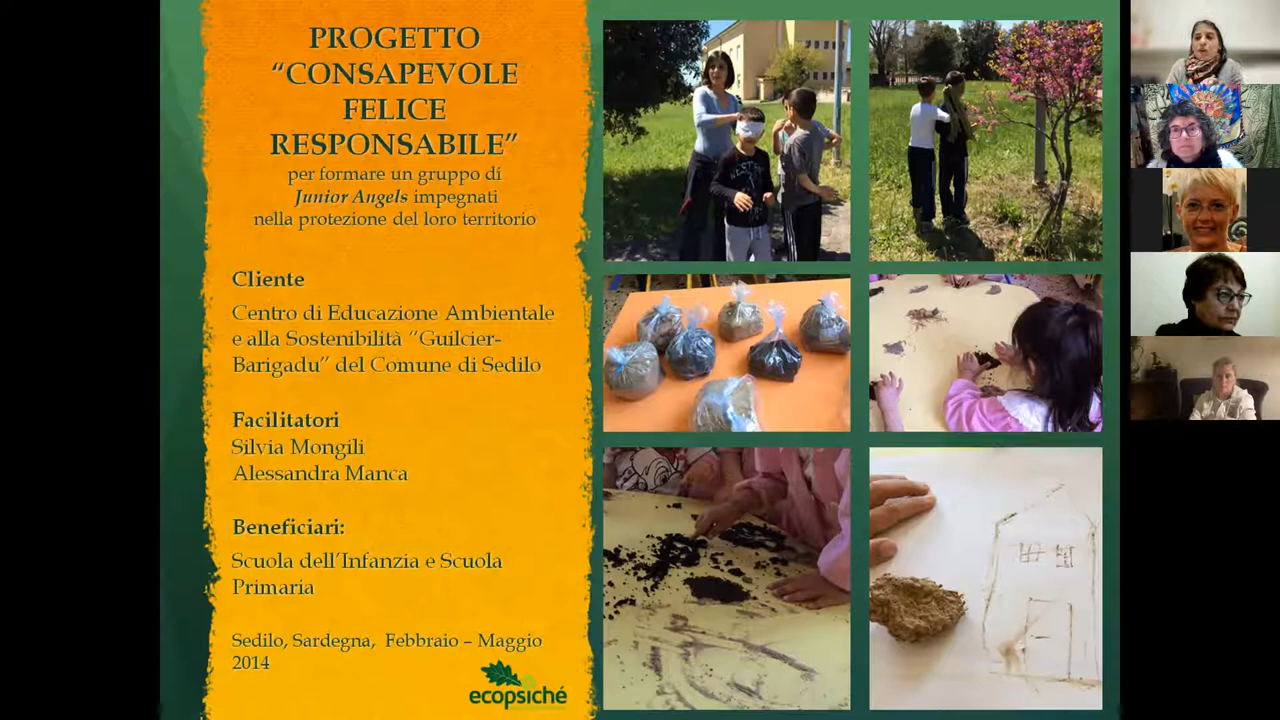 PROGETTO
“CONSAPEVOLE
FELICE
RESPONSABILE”
per formare un gruppo di
Junior Angels impegnati
nella protezione del loro territorio
Cliente
Centro di Educazione Ambientale
e alla Sostenibilità “Guilcier-
Barigadu” del Comune di Sedilo
Facilitatori
Silvia Mongili
Alessandra Manca
Beneficiari:
Scuola dell’Infanzia e Scuola
Primaria
Sedilo, Sardegna, Febbraio – Maggio
2014
ecopsiché